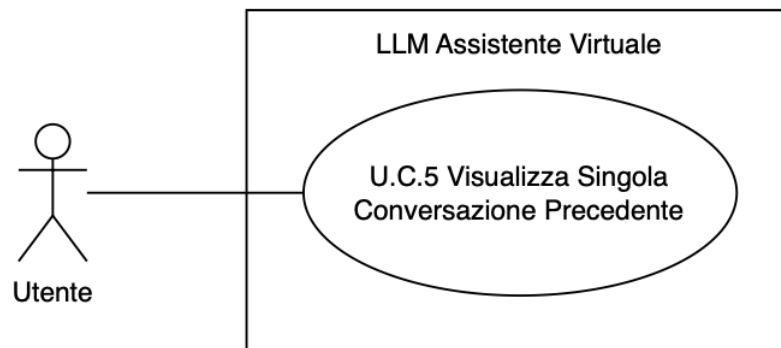 LLM Assistente Virtuale
U.C.5 Visualizza Singola
Conversazione Precedente
Utente